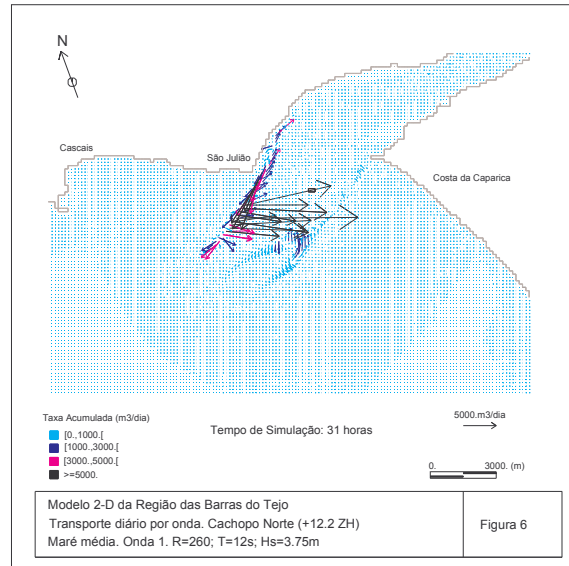 N
Cascais
São Julião
Costa da Caparica
Taxa Acumulada (m3/dia)
[0.,1000.[
[1000.,3000.[
[3000.,5000.[
>=5000.
Tempo de Simulação: 31 horas
5000.m3/dia
0. 3000. (m)
Modelo 2-D da Região das Barras do Tejo
Transporte diário por onda. Cachopo Norte (+12.2 ZH)
Maré média. Onda 1. R=260; T=12s; Hs=3.75m
Figura 6